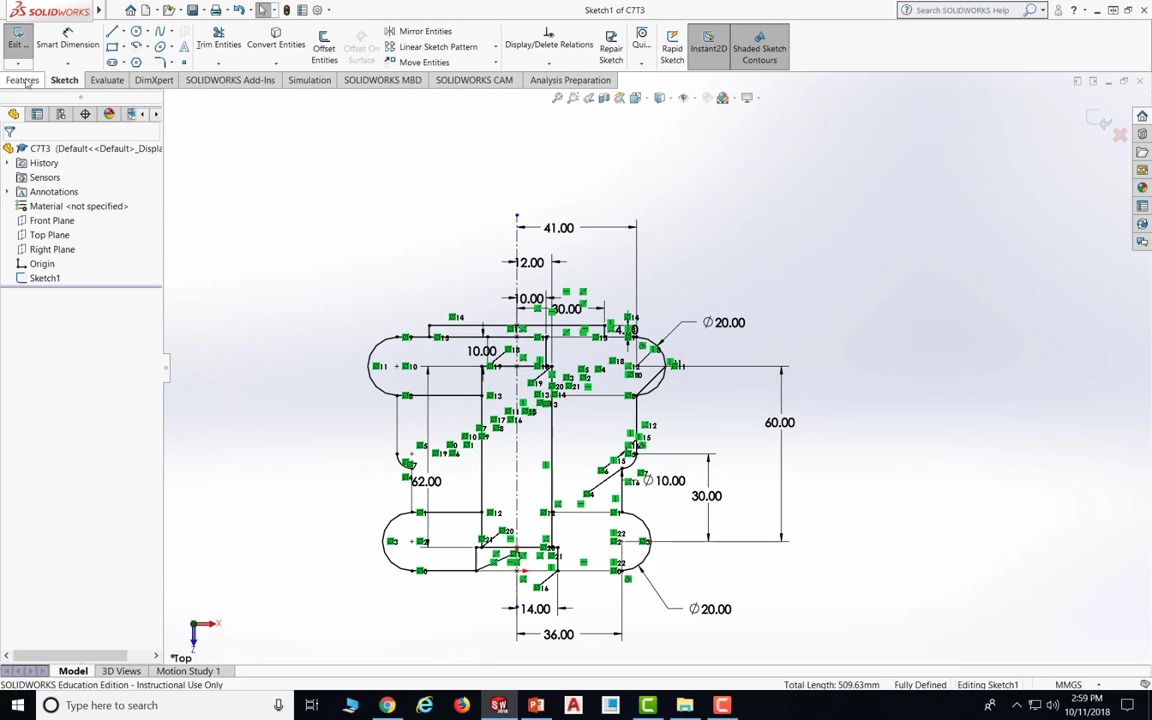 SOLIDWORKS
Sketch1 of C7T3
Search SOLIDWORKS Help
Exit ...
Smart Dimension
Trim Entities
Convert Entities
Offset Entities
Offset On Surface
Mirror Entities
Linear Sketch Pattern
Move Entities
Display/Delete Relations
Repair Sketch
Qui...
Rapid Sketch
Instant2D
Shaded Sketch Contours
Features
Sketch
Evaluate
DimXpert
SOLIDWORKS Add-Ins
Simulation
SOLIDWORKS MBD
SOLIDWORKS CAM
Analysis Preparation
C7T3 (Default<<Default>_Displa
History
Sensors
Annotations
Material <not specified>
Front Plane
Top Plane
Right Plane
Origin
Sketch1
41.00
12.00
10.00
30.00
∅20.00
10.00
60.00
62.00
∅10.00
30.00
14.00
∅20.00
36.00
X
Z
*Top
Model
3D Views
Motion Study 1
SOLIDWORKS Education Edition - Instructional Use Only
Total Length: 509.63mm
Fully Defined
Editing Sketch1
MMGS
Type here to search
2:59 PM
10/11/2018